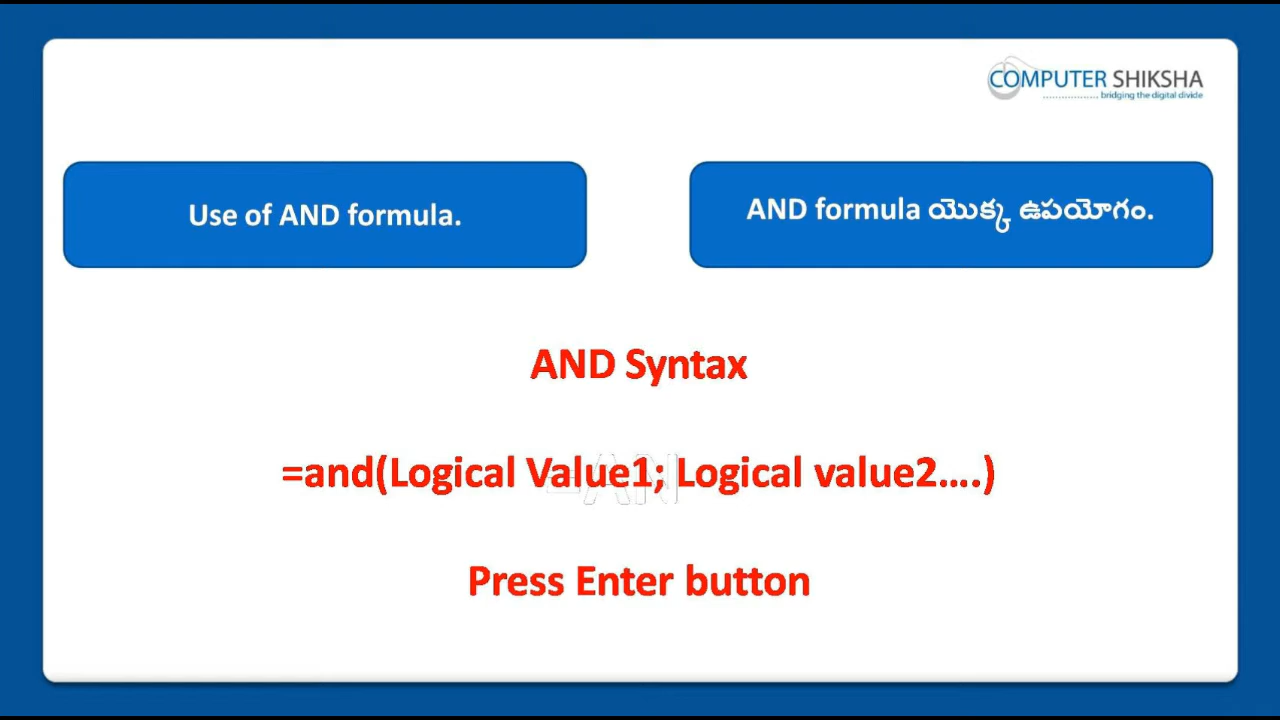 COMPUTER SHIKSHA
bridging the digital divide
Use of AND formula.
AND formula యొక్క ఉపయోగం.
AND Syntax
=and(Logical Value1; Logical value2....)
=AN
Press Enter button